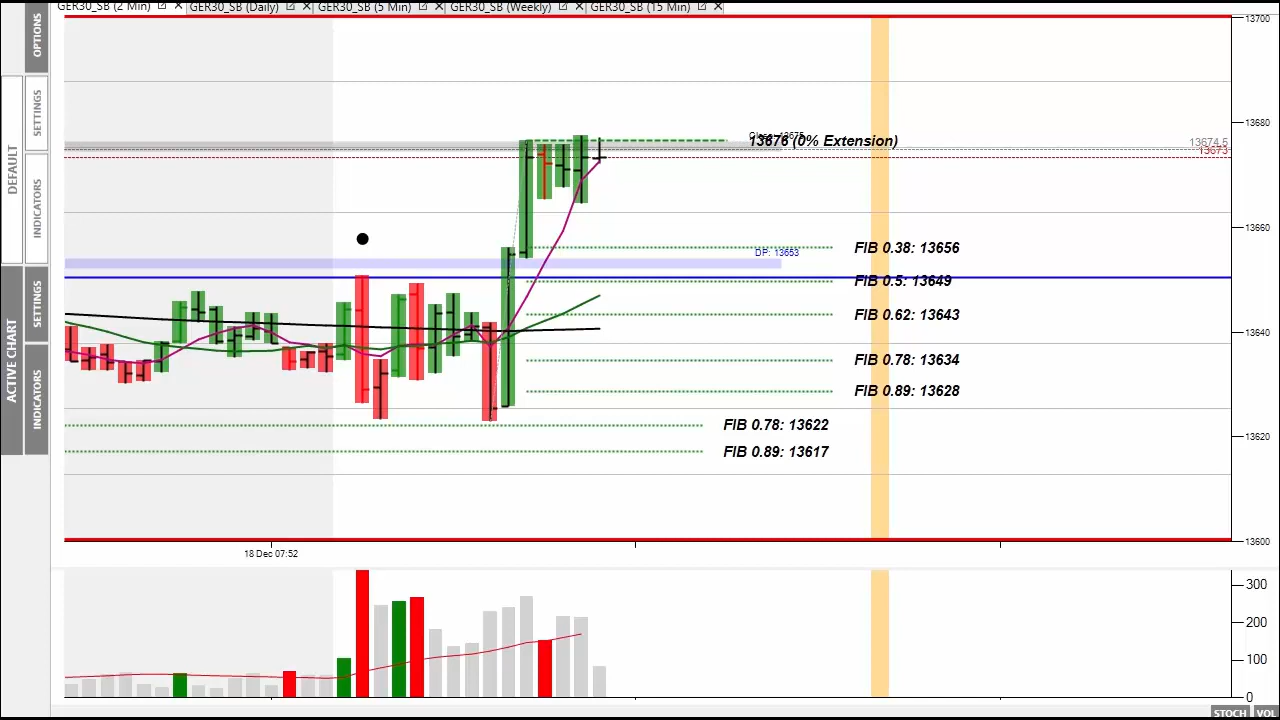 GER30_SB (2 Min)
GER30_SB (Daily)
GER30_SB (5 Min)
GER30_SB (Weekly)
GER30_SB (15 Min)
OPTIONS
SETTINGS
DEFAULT
INDICATORS
SETTINGS
ACTIVE CHART
INDICATORS
13700
13680
13676 (0% Extension)
13674.5
13673
13660
FIB 0.38: 13656
DP: 13653
FIB 0.5: 13649
FIB 0.62: 13643
13640
FIB 0.78: 13634
FIB 0.89: 13628
FIB 0.78: 13622
13620
FIB 0.89: 13617
13600
18 Dec 07:52
300
200
100
0
STOCH
VOL